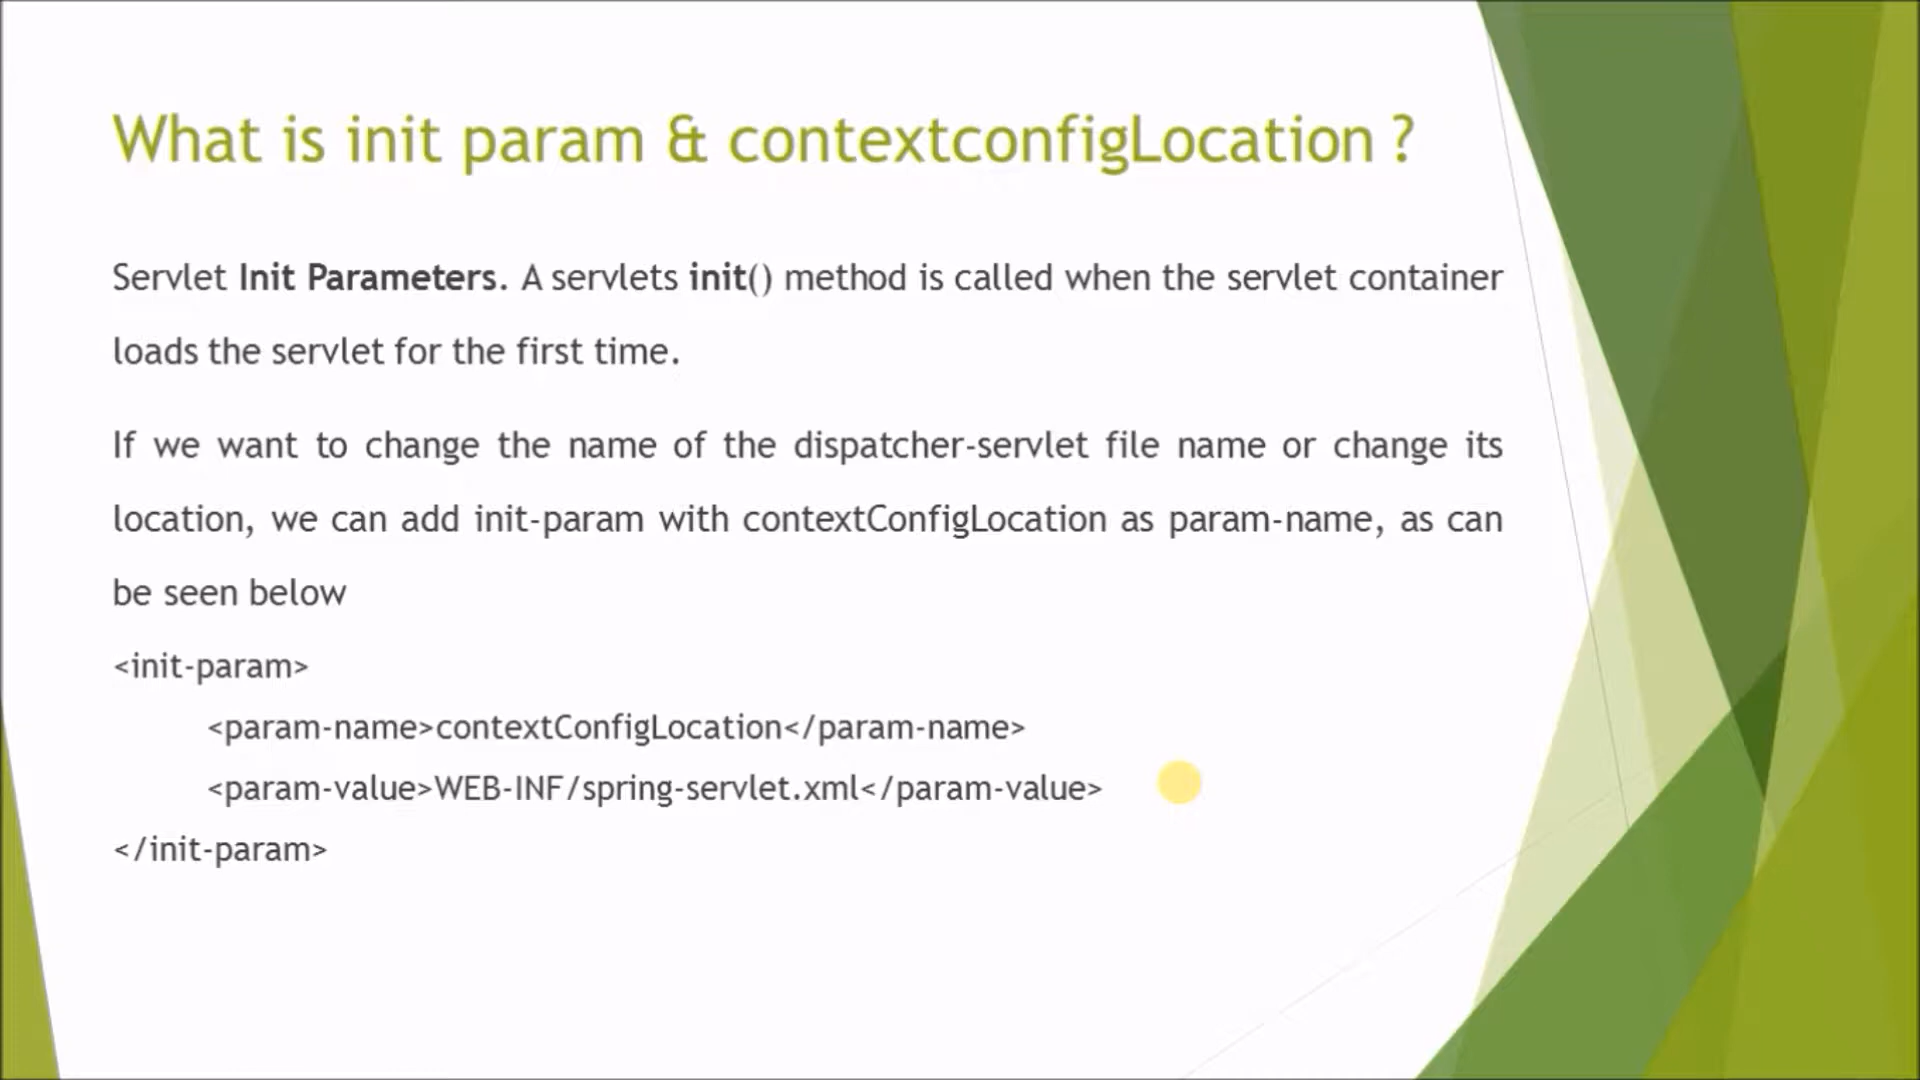 What is init param & contextconfigLocation ?
Servlet Init Parameters. A servlets init() method is called when the servlet container
loads the servlet for the first time.
If we want to change the name of the dispatcher-servlet file name or change its
location, we can add init-param with contextConfigLocation as param-name, as can
be seen below
<init-param>
<param-name>contextConfigLocation</param-name>
<param-value>WEB-INF/spring-servlet.xml</param-value>
</init-param>